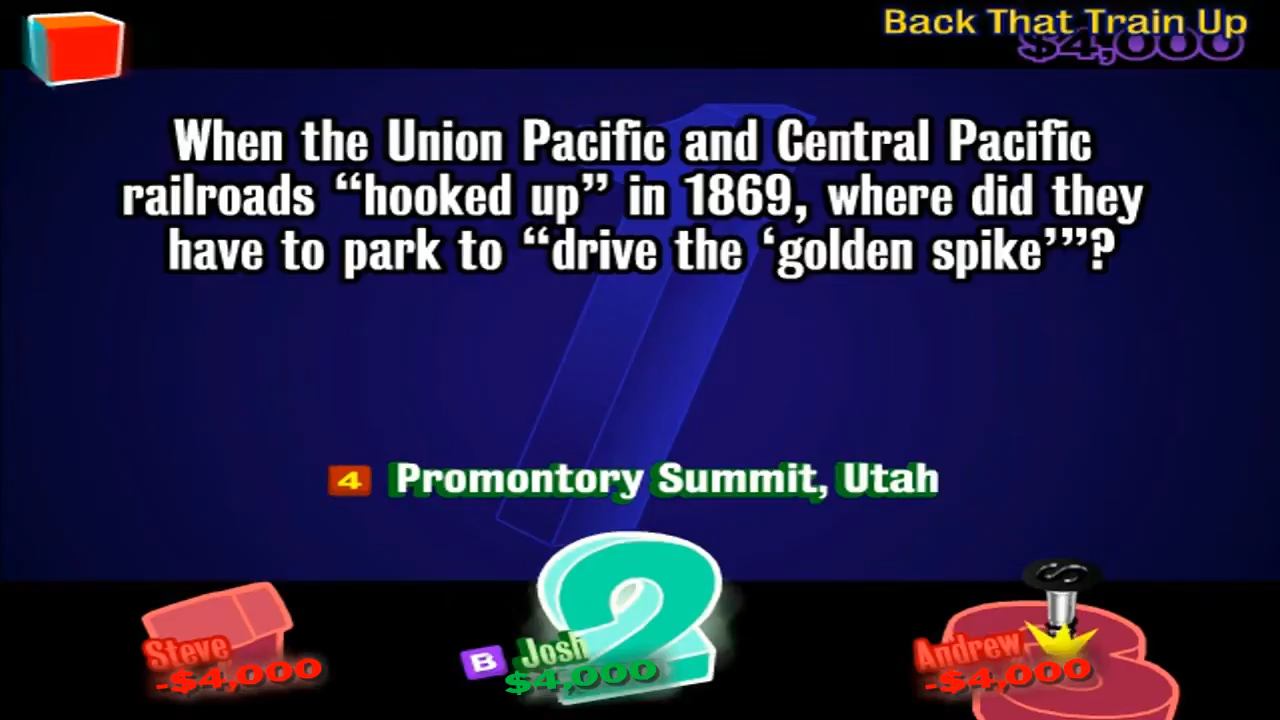 Back That Train Up
$4,000
When the Union Pacific and Central Pacific
railroads “hooked up” in 1869, where did they
have to park to “drive the ‘golden spike’”?
4 Promontory Summit, Utah
1
2
3
S
Steve
-$4,000
B Josh
$4,000
Andrew
-$4,000